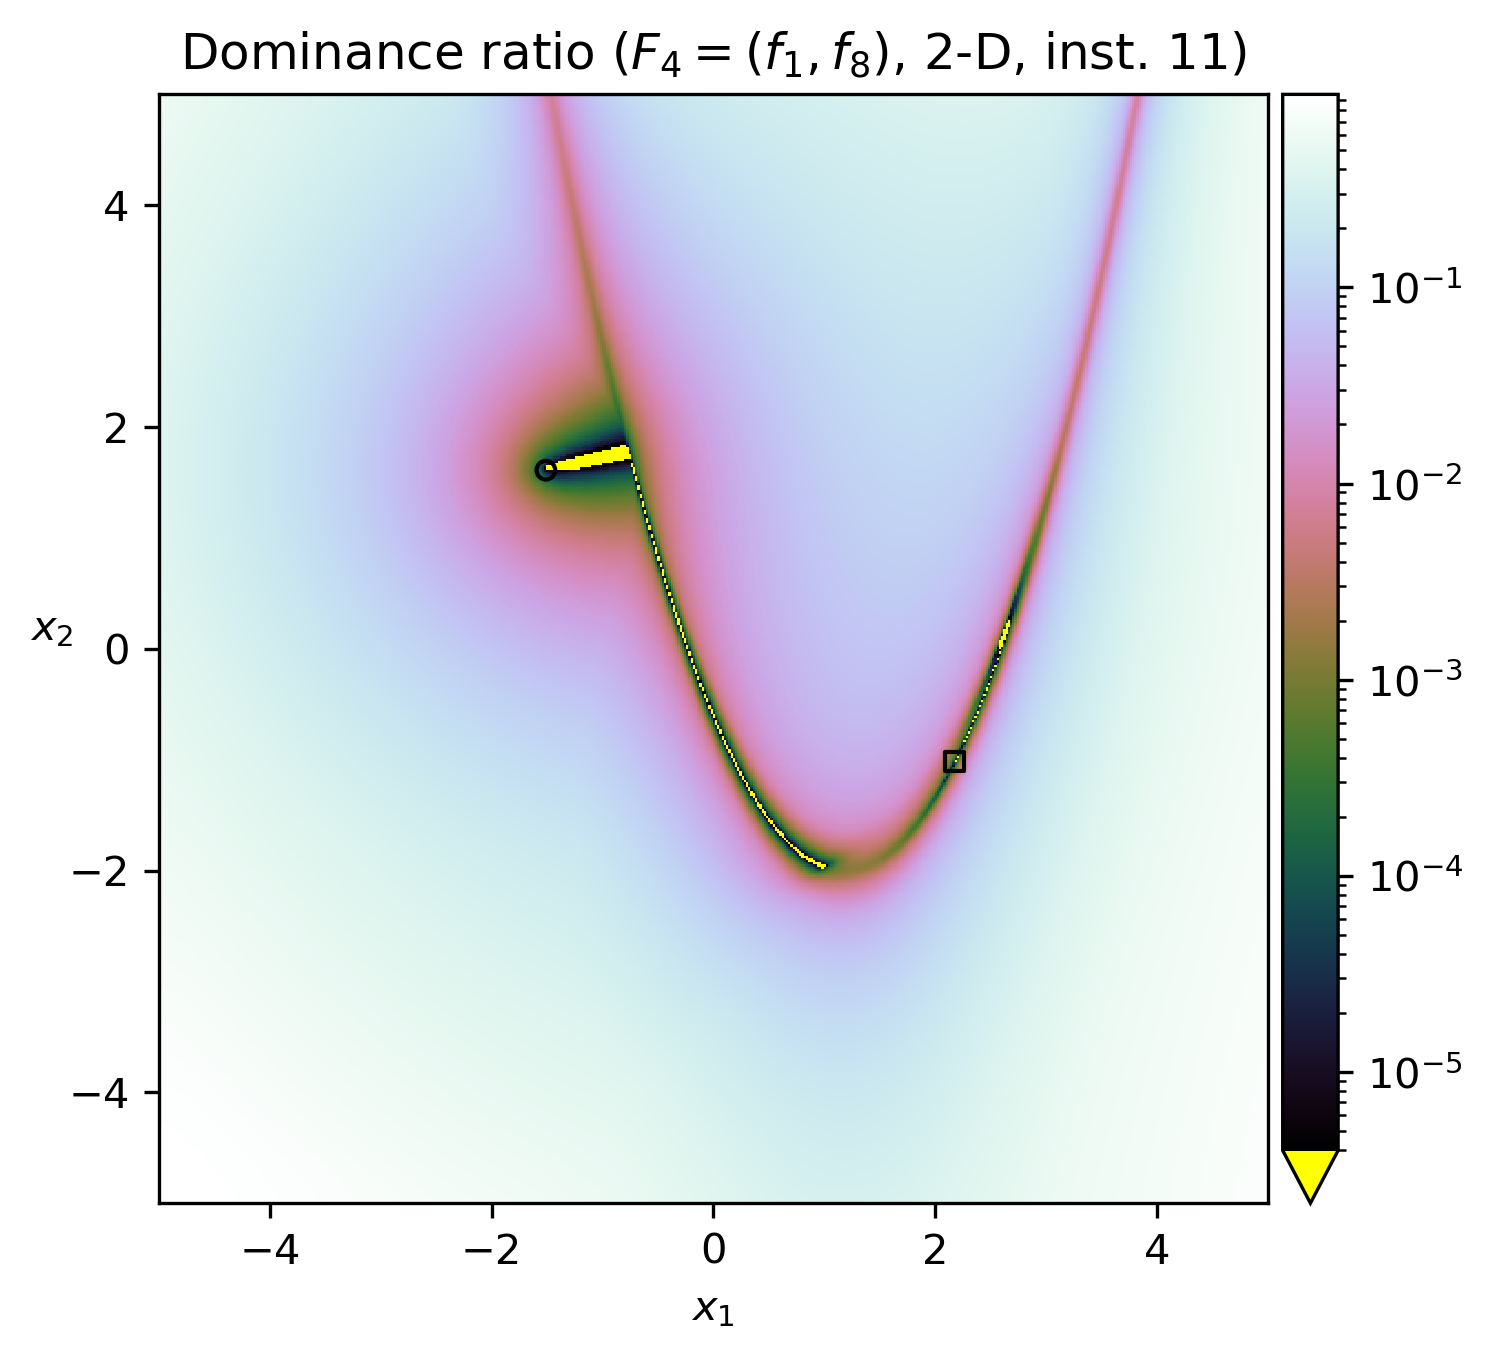 Dominance ratio (F₄ = (f₁, f₈), 2-D, inst. 11)
4
2
0
−2
−4
x₂
−4 −2 0 2 4
x₁
10⁻¹
10⁻²
10⁻³
10⁻⁴
10⁻⁵